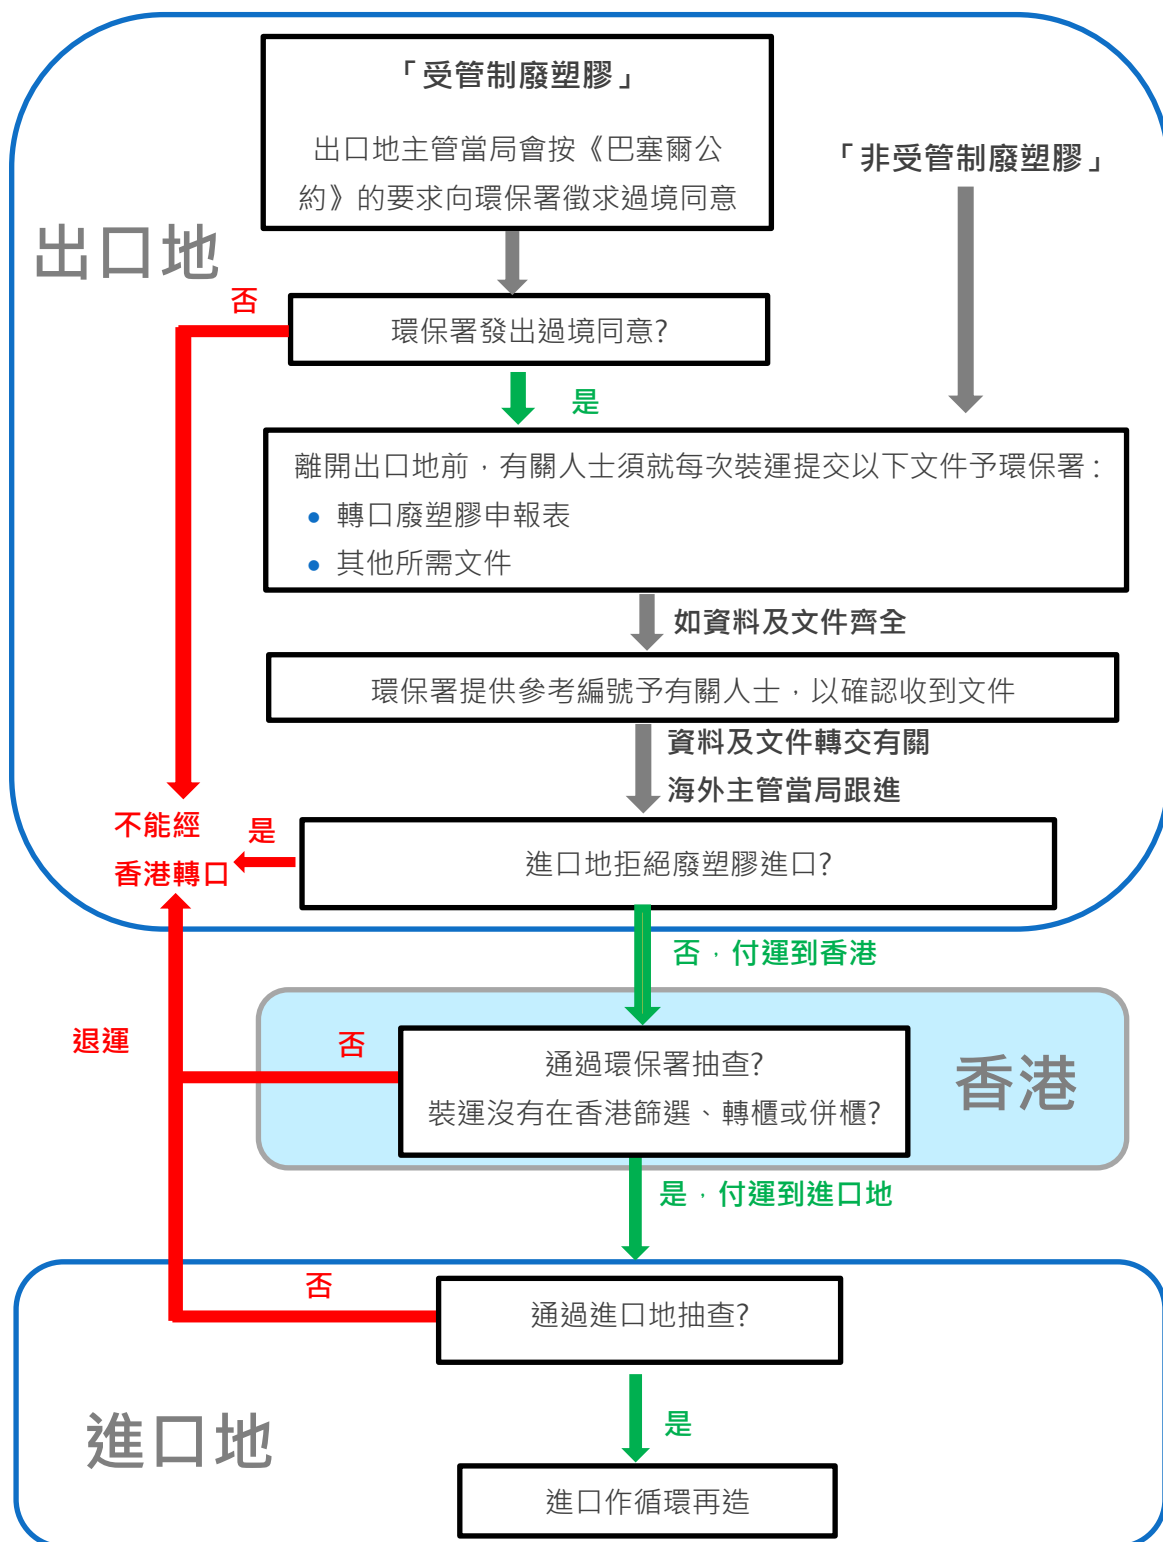 「受管制廢塑膠」
出口地主管當局會按《巴塞爾公
約》的要求向環保署徵求過境同意
「非受管制廢塑膠」
出口地
否
環保署發出過境同意?
是
離開出口地前，有關人士須就每次裝運提交以下文件予環保署：
• 轉口廢塑膠申報表
• 其他所需文件
如資料及文件齊全
環保署提供參考編號予有關人士，以確認收到文件
資料及文件轉交有關
海外主管當局跟進
不能經
香港轉口
是
進口地拒絕廢塑膠進口?
否，付運到香港
退運
否
通過環保署抽查?
裝運沒有在香港篩選、轉櫃或併櫃?
香港
是，付運到進口地
否
通過進口地抽查?
進口地
是
進口作循環再造